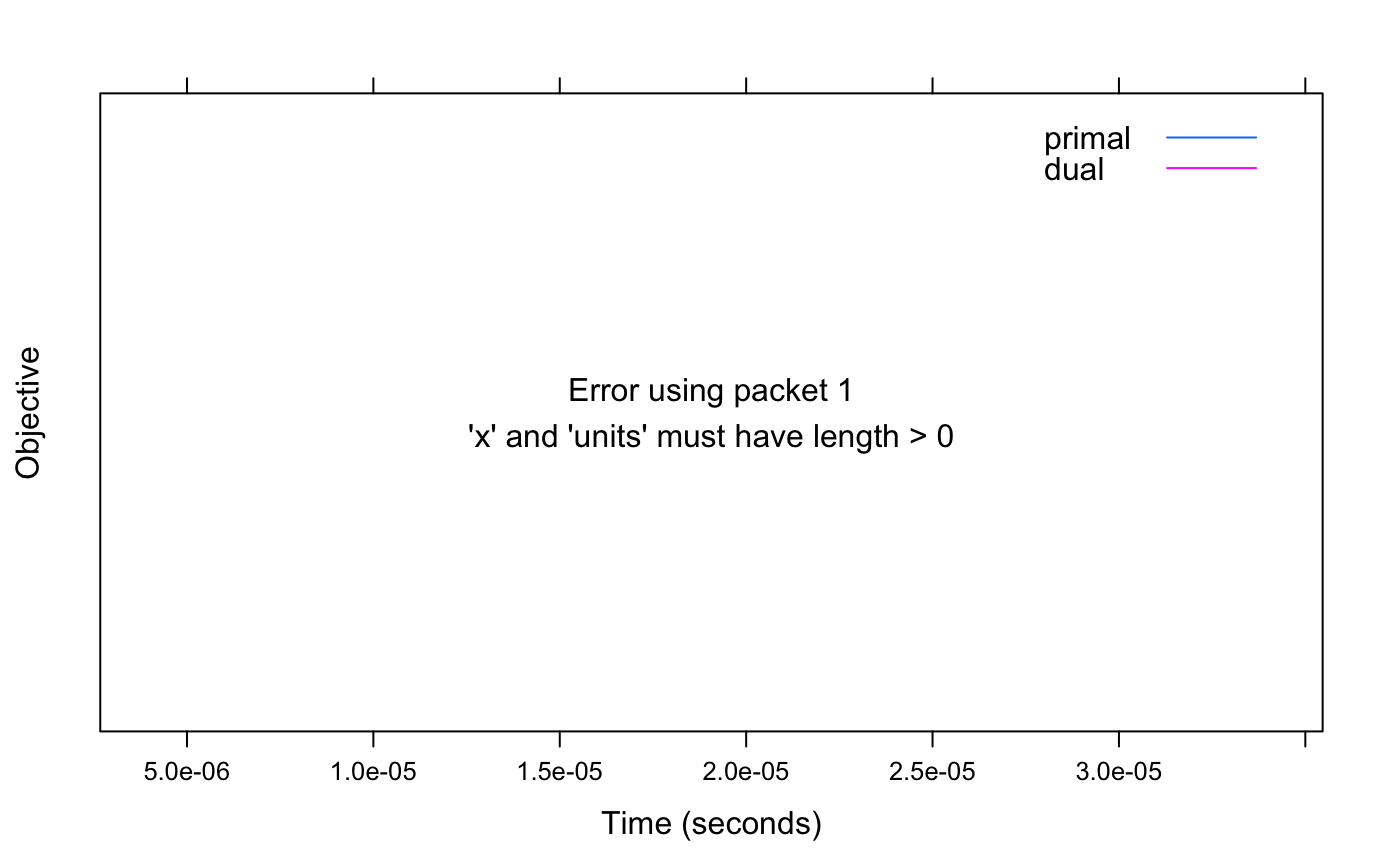 primal
dual
Error using packet 1
'x' and 'units' must have length > 0
Objective
5.0e-06 1.0e-05 1.5e-05 2.0e-05 2.5e-05 3.0e-05
Time (seconds)